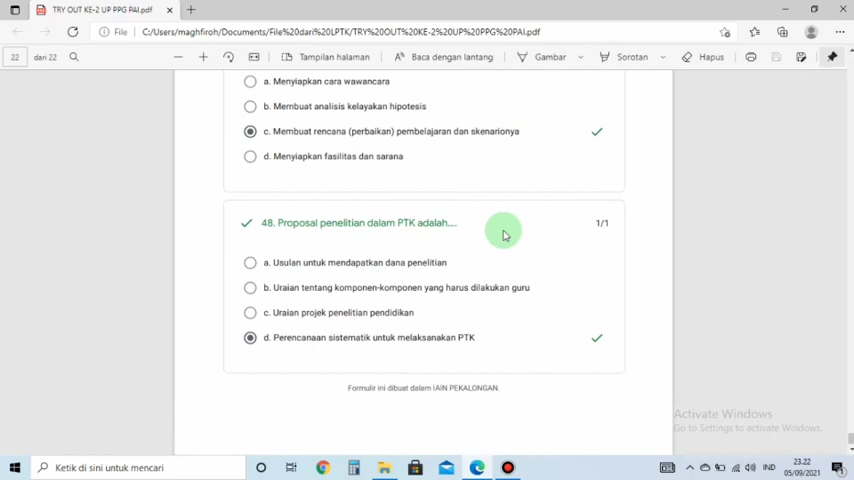 TRY OUT KE-2 UP PPG PAI.pdf
File
C:/Users/maghfiroh/Documents/File%20dari%20LPTK/TRY%20OUT%20KE-2%20UP%20PPG%20PAI.pdf
22 dari 22
Tampilan halaman
Baca dengan lantang
Gambar
Sorotan
Hapus
a. Menyiapkan cara wawancara
b. Membuat analisis kelayakan hipotesis
c. Membuat rencana (perbaikan) pembelajaran dan skenarionya
d. Menyiapkan fasilitas dan sarana
48. Proposal penelitian dalam PTK adalah.... 1/1
a. Usulan untuk mendapatkan dana penelitian
b. Uraian tentang komponen-komponen yang harus dilakukan guru
c. Uraian projek penelitian pendidikan
d. Perencanaan sistematik untuk melaksanakan PTK
Formulir ini dibuat dalam IAIN PEKALONGAN.
Activate Windows
Go to Settings to activate Windows.
Ketik di sini untuk mencari
IND
23.22
05/09/2021
1